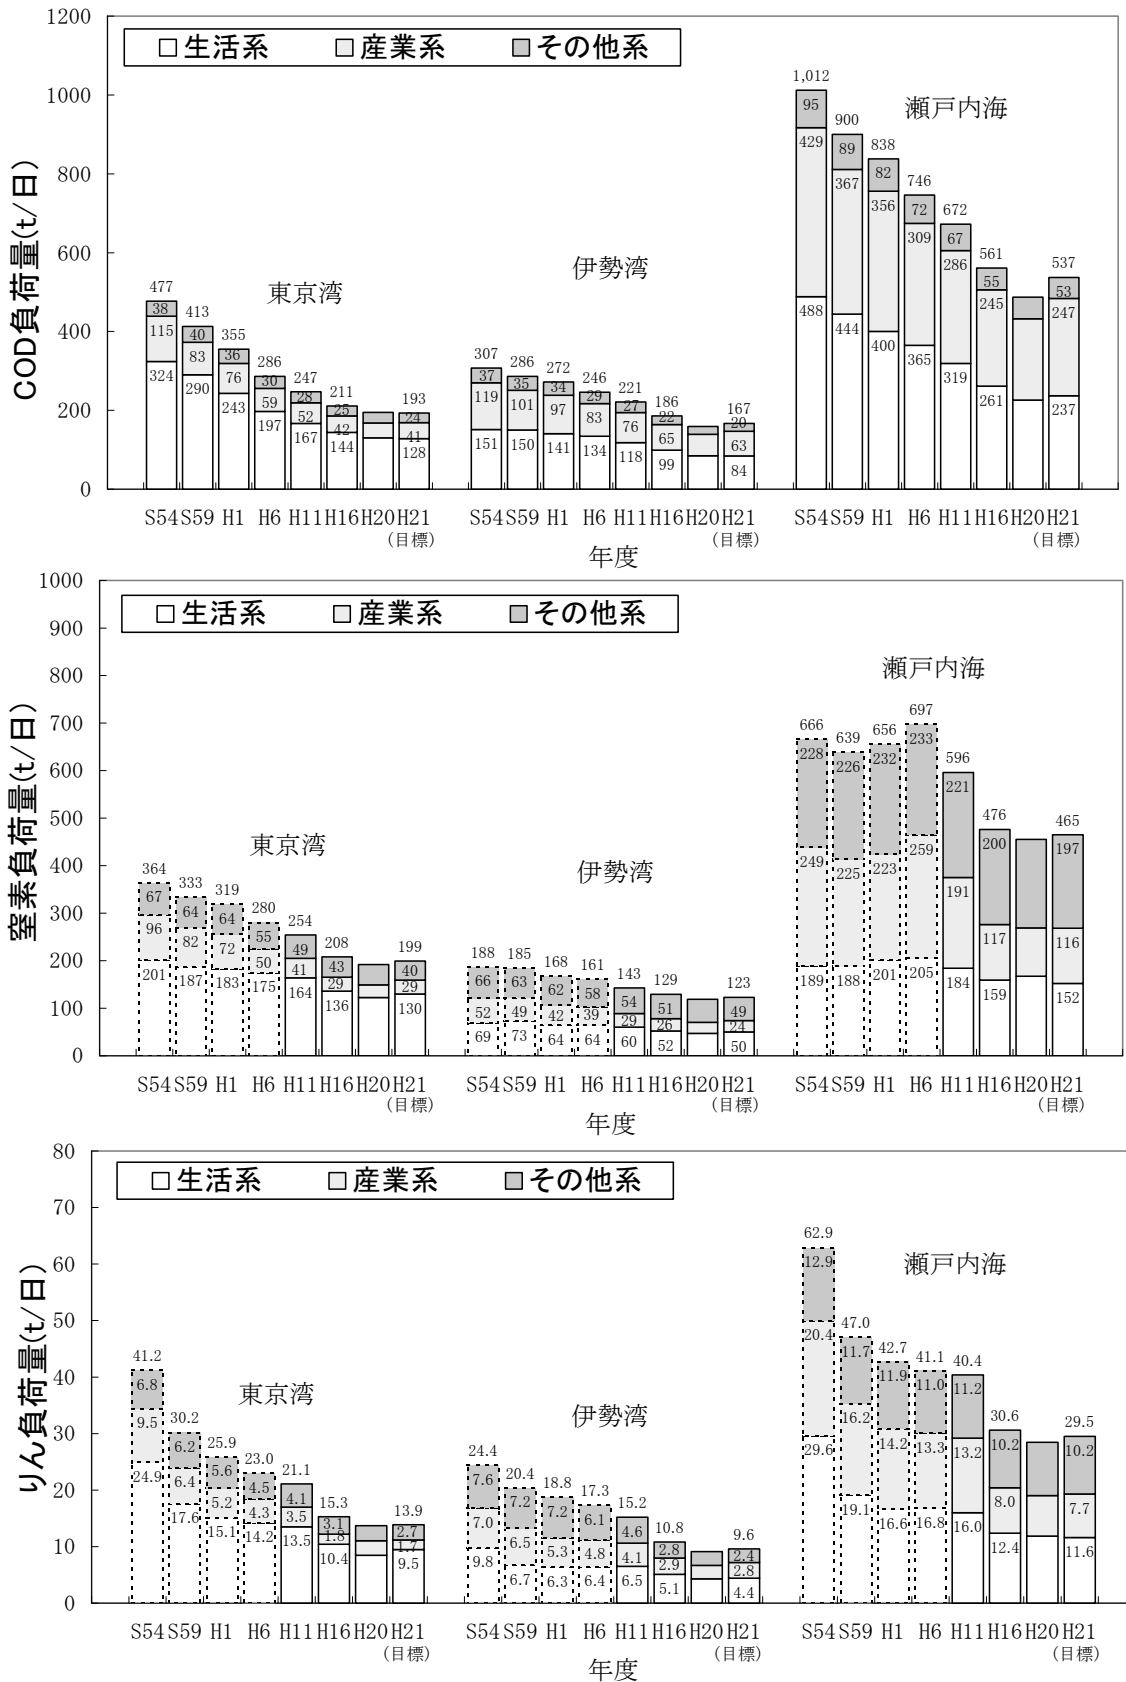 1200
1000
800
600
400
200
0
COD負荷量(t/日)
生活系 産業系 その他系
東京湾
伊勢湾
瀬戸内海
477 413 355 286 247 211 193
38 40 36 30 28 25 24
115 83 76 59 52 42 41
324 290 243 197 167 144 128
307 286 272 246 221 186 167
37 35 34 29 27 22 20
119 101 97 83 76 65 63
151 150 141 134 118 99 84
1,012 900 838 746 672 561 537
95 89 82 72 67 55 53
429 367 356 309 286 245 247
488 444 400 365 319 261 237
S54 S59 H1 H6 H11 H16 H20 H21 S54 S59 H1 H6 H11 H16 H20 H21 S54 S59 H1 H6 H11 H16 H20 H21
(目標) (目標) (目標)
年度
1000
900
800
700
600
500
400
300
200
100
0
窒素負荷量(t/日)
生活系 産業系 その他系
東京湾
伊勢湾
瀬戸内海
364 333 319 280 254 208 199
67 64 64 55 49 43 40
96 82 72 50 41 29 29
201 187 183 175 164 136 130
188 185 168 161 143 129 123
66 63 62 58 54 51 49
52 49 42 39 29 26 24
69 73 64 64 60 52 50
666 639 656 697 596 476 465
228 226 232 233 221 200 197
249 225 223 259 191 117 116
189 188 201 205 184 159 152
S54 S59 H1 H6 H11 H16 H20 H21 S54 S59 H1 H6 H11 H16 H20 H21 S54 S59 H1 H6 H11 H16 H20 H21
(目標) (目標) (目標)
年度
80
70
60
50
40
30
20
10
0
りん負荷量(t/日)
生活系 産業系 その他系
東京湾
伊勢湾
瀬戸内海
41.2 30.2 25.9 23.0 21.1 15.3 13.9
6.8 6.2 5.6 4.5 4.1 3.1 2.7
9.5 6.4 5.2 4.3 3.5 1.8 1.7
24.9 17.6 15.1 14.2 13.5 10.4 9.5
24.4 20.4 18.8 17.3 15.2 10.8 9.6
7.6 7.2 7.2 6.1 4.6 2.8 2.4
7.0 6.5 5.3 4.8 4.1 2.9 2.8
9.8 6.7 6.3 6.4 6.5 5.1 4.4
62.9 47.0 42.7 41.1 40.4 30.6 29.5
12.9 11.7 11.9 11.0 11.2 10.2 10.2
20.4 16.2 14.2 13.3 13.2 8.0 7.7
29.6 19.1 16.6 16.8 16.0 12.4 11.6
S54 S59 H1 H6 H11 H16 H20 H21 S54 S59 H1 H6 H11 H16 H20 H21 S54 S59 H1 H6 H11 H16 H20 H21
(目標) (目標) (目標)
年度